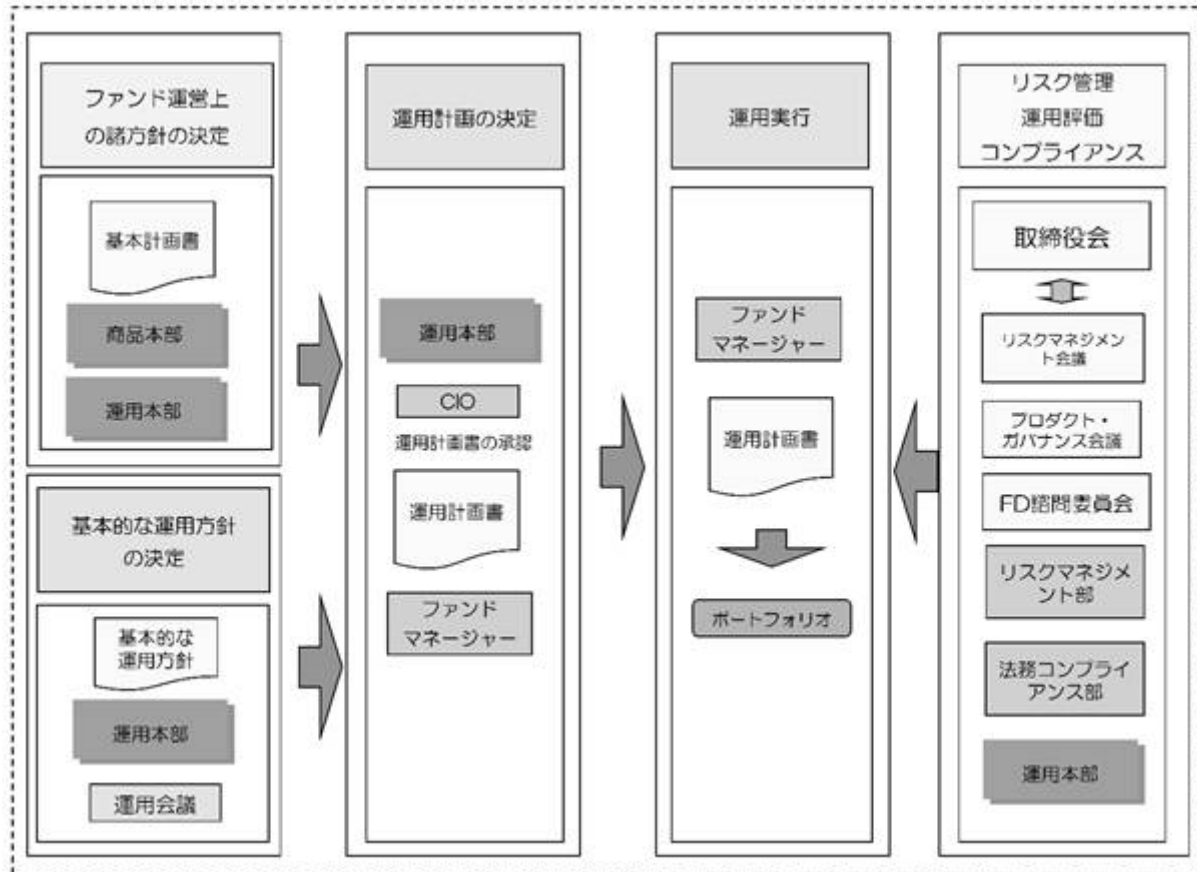 ファンド運営上
の諸方針の決定
基本計画書
商品本部
運用本部
基本的な運用方針
の決定
基本的な
運用方針
運用本部
運用会議
運用計画の決定
運用本部
CIO
運用計画書の承認
運用計画書
ファンド
マネージャー
運用実行
ファンド
マネージャー
運用計画書
ポートフォリオ
リスク管理
運用評価
コンプライアンス
取締役会
リスクマネジメン
ト会議
プロダクト・
ガバナンス会議
FD諮問委員会
リスクマネジメ
ント部
法務コンプライ
アンス部
運用本部